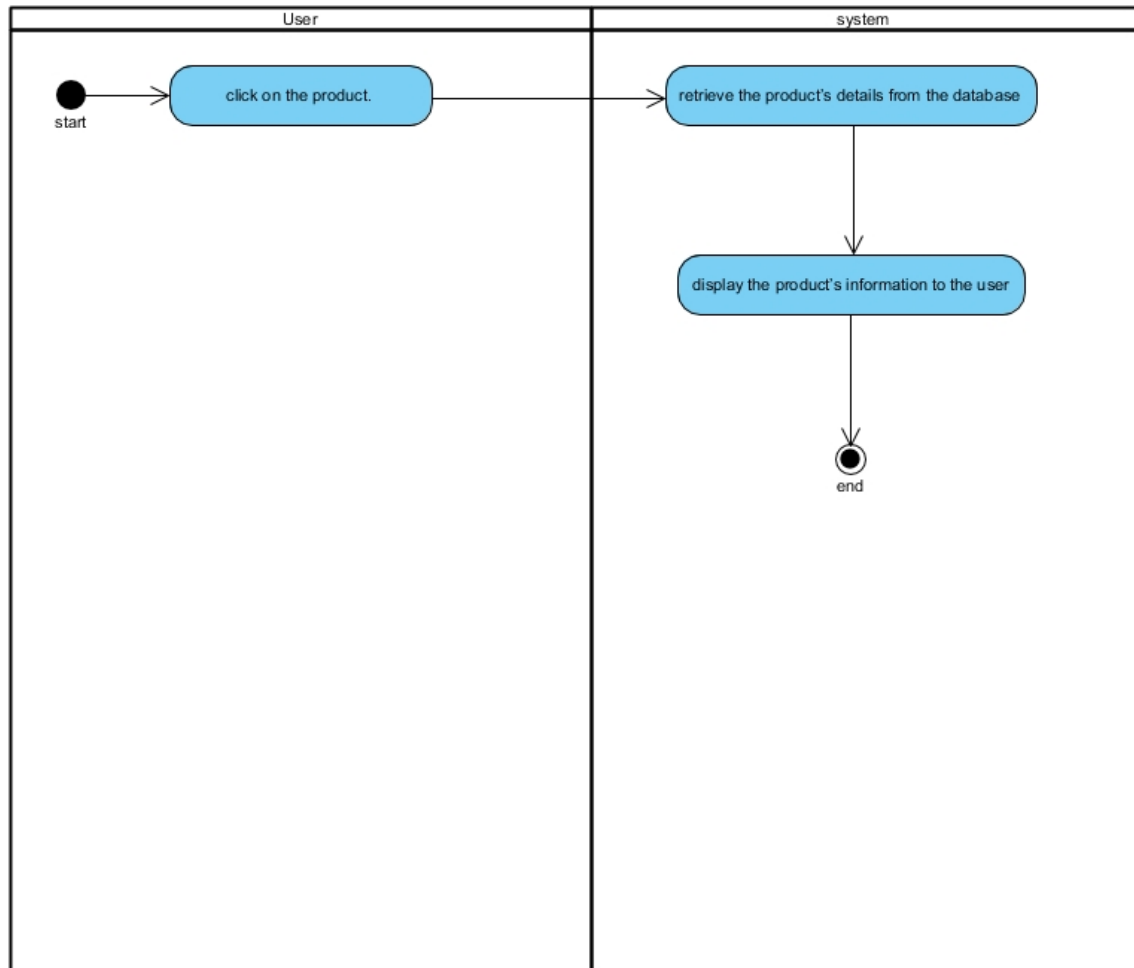 User
system
start
click on the product.
retrieve the product's details from the database
display the product's information to the user
end